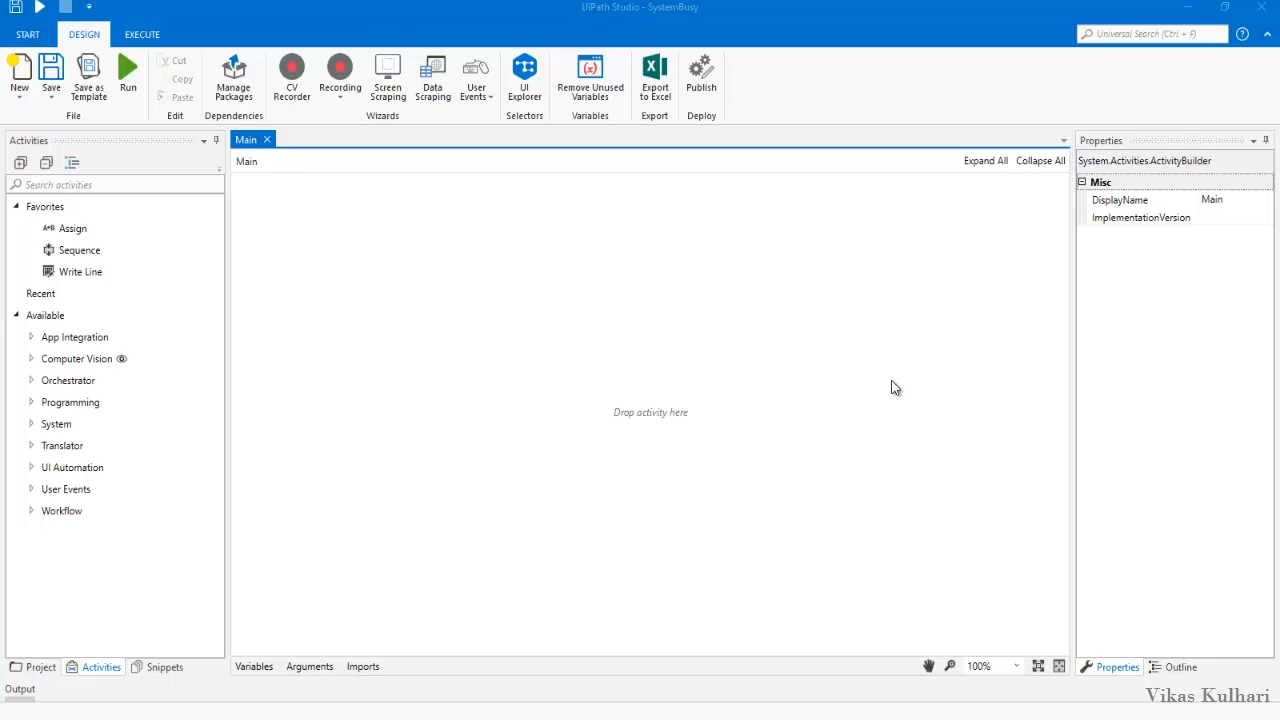 UiPath Studio - SystemBusy
START DESIGN EXECUTE
Universal Search (Ctrl + F)
New Save Save as Template Run
Cut
Copy
Paste
Manage Packages
CV Recorder Recording Screen Scraping Data Scraping User Events
UI Explorer
Remove Unused Variables
Export to Excel
Publish
File Edit Dependencies Wizards Selectors Variables Export Deploy
Activities
Search activities
Favorites
Assign
Sequence
Write Line
Recent
Available
App Integration
Computer Vision
Orchestrator
Programming
System
Translator
UI Automation
User Events
Workflow
Project Activities Snippets
Output
Main
Main
Expand All Collapse All
Drop activity here
Variables Arguments Imports
100%
Properties
System.Activities.ActivityBuilder
Misc
DisplayName Main
ImplementationVersion
Properties Outline
Vikas Kulhari